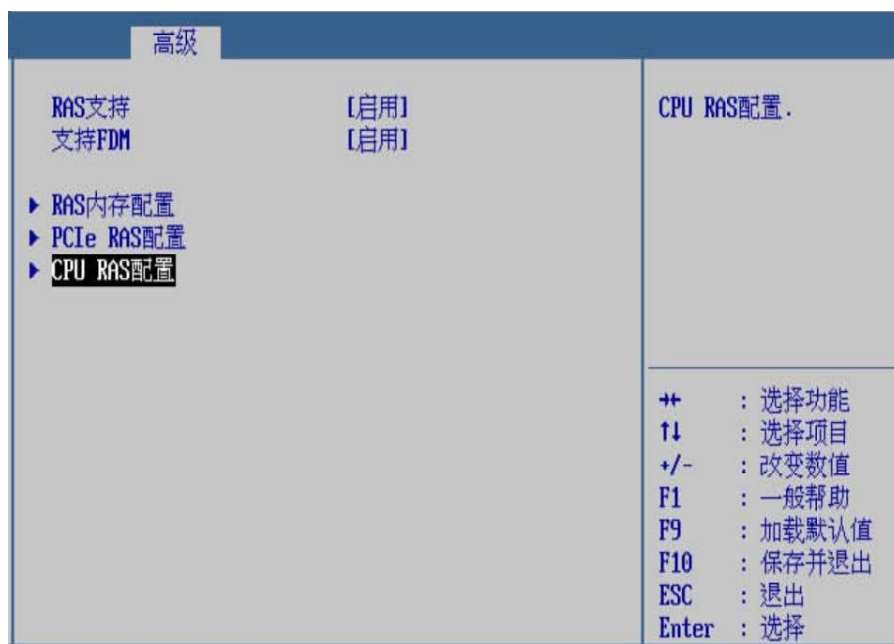 高级
RAS支持 [启用]
支持FDM [启用]
RAS内存配置
PCIe RAS配置
CPU RAS配置
CPU RAS配置.
→← : 选择功能
↑↓ : 选择项目
+/- : 改变数值
F1 : 一般帮助
F9 : 加载默认值
F10 : 保存并退出
ESC : 退出
Enter : 选择